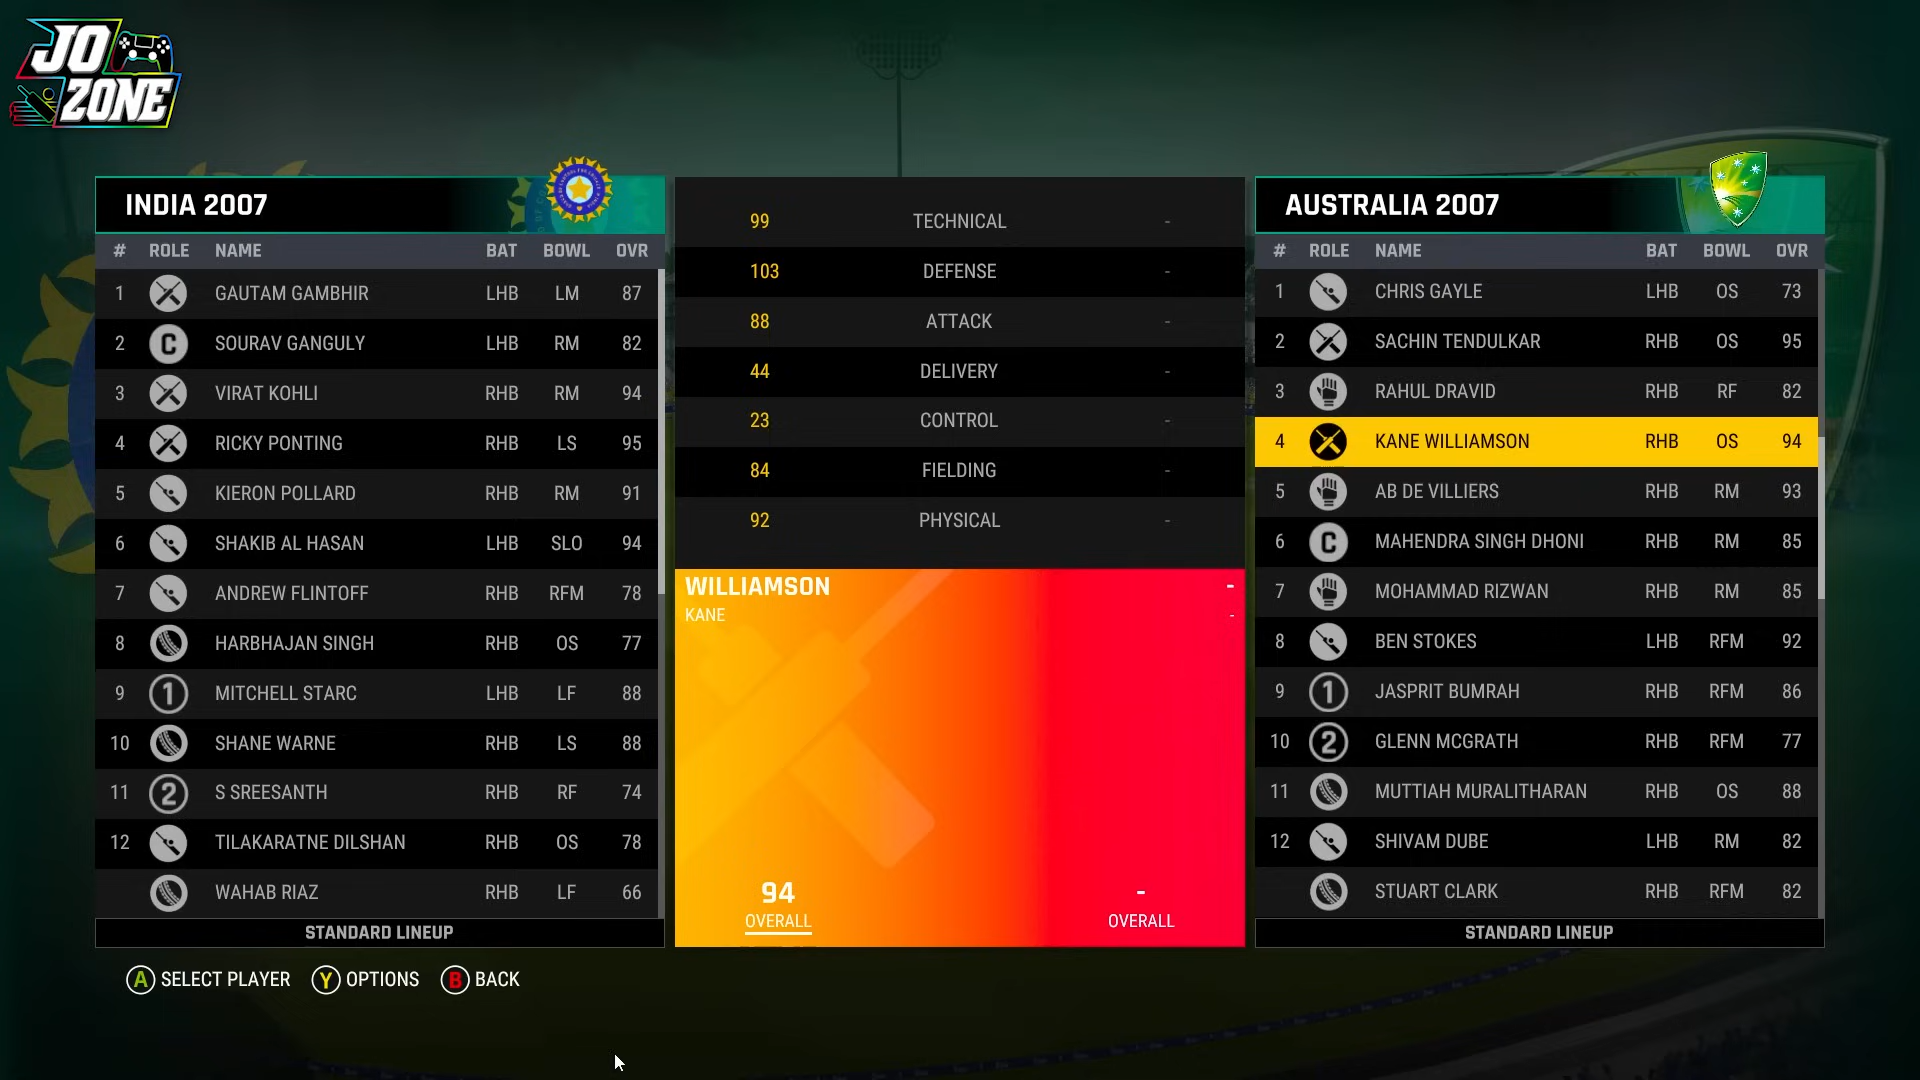 JO
ZONE
INDIA 2007
# ROLE NAME BAT BOWL OVR
1 GAUTAM GAMBHIR LHB LM 87
2 C SOURAV GANGULY LHB RM 82
3 VIRAT KOHLI RHB RM 94
4 RICKY PONTING RHB LS 95
5 KIERON POLLARD RHB RM 91
6 SHAKIB AL HASAN LHB SLO 94
7 ANDREW FLINTOFF RHB RFM 78
8 HARBHAJAN SINGH RHB OS 77
9 1 MITCHELL STARC LHB LF 88
10 SHANE WARNE RHB LS 88
11 2 S SREESANTH RHB RF 74
12 TILAKARATNE DILSHAN RHB OS 78
WAHAB RIAZ RHB LF 66
STANDARD LINEUP
99 TECHNICAL -
103 DEFENSE -
88 ATTACK -
44 DELIVERY -
23 CONTROL -
84 FIELDING -
92 PHYSICAL -
WILLIAMSON -
KANE -
94 -
OVERALL OVERALL
AUSTRALIA 2007
# ROLE NAME BAT BOWL OVR
1 CHRIS GAYLE LHB OS 73
2 SACHIN TENDULKAR RHB OS 95
3 RAHUL DRAVID RHB RF 82
4 KANE WILLIAMSON RHB OS 94
5 AB DE VILLIERS RHB RM 93
6 C MAHENDRA SINGH DHONI RHB RM 85
7 MOHAMMAD RIZWAN RHB RM 85
8 BEN STOKES LHB RFM 92
9 1 JASPRIT BUMRAH RHB RFM 86
10 2 GLENN MCGRATH RHB RFM 77
11 MUTTIAH MURALITHARAN RHB OS 88
12 SHIVAM DUBE LHB RM 82
STUART CLARK RHB RFM 82
STANDARD LINEUP
A SELECT PLAYER Y OPTIONS B BACK